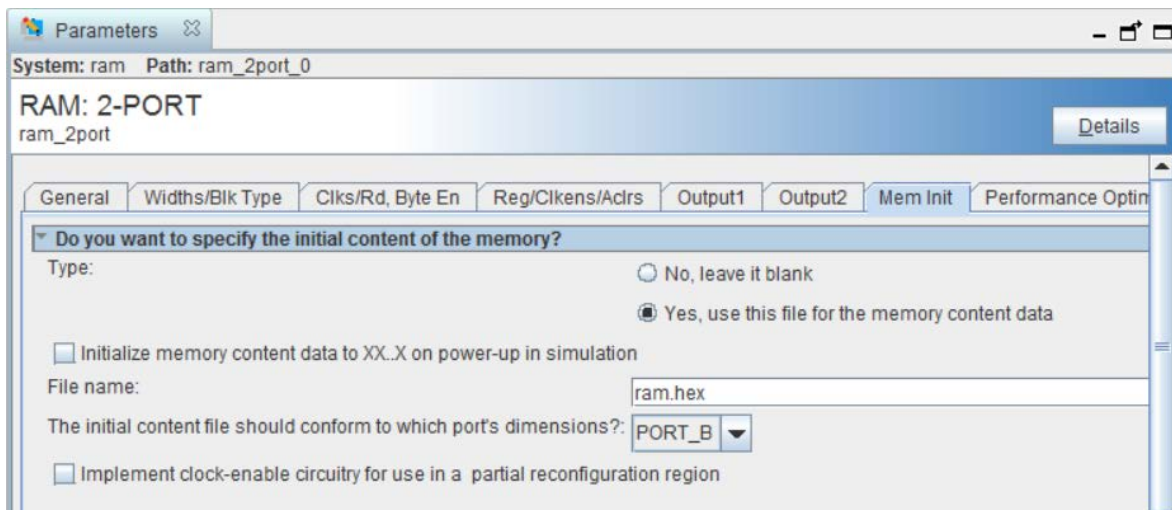 Parameters
System: ram Path: ram_2port_0
RAM: 2-PORT
ram_2port
Details
General Widths/Blk Type Clks/Rd, Byte En Reg/Clkens/Aclrs Output1 Output2 Mem Init Performance Optim
Do you want to specify the initial content of the memory?
Type:
No, leave it blank
Yes, use this file for the memory content data
Initialize memory content data to XX..X on power-up in simulation
File name: ram.hex
The initial content file should conform to which port's dimensions?: PORT_B
Implement clock-enable circuitry for use in a partial reconfiguration region